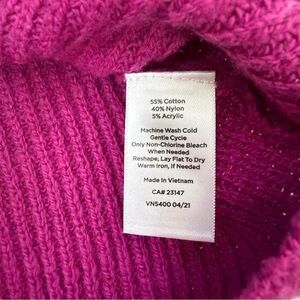 55% Cotton
40% Nylon
5% Acrylic
Machine Wash Cold
Gentle Cycle
Only Non-Chlorine Bleach
When Needed
Reshape, Lay Flat To Dry
Warm Iron, If Needed
Made in Vietnam
CA# 23147
VN5400 04/21